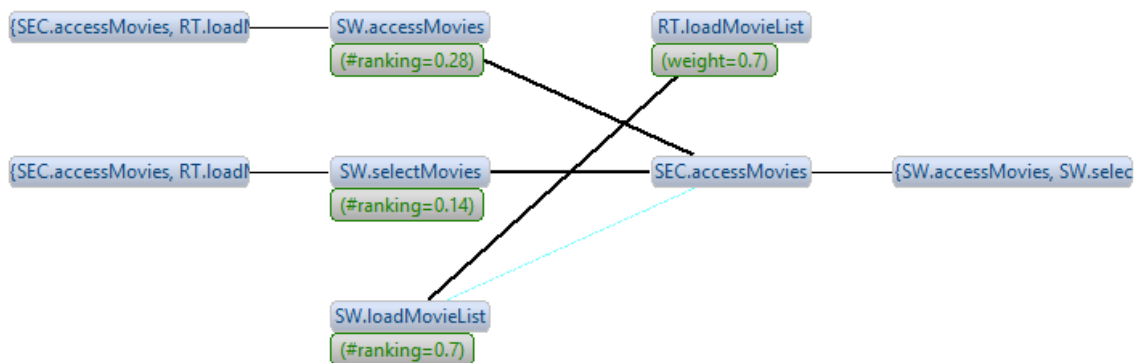 {SEC.accessMovies, RT.loadM
SW.accessMovies
(#ranking=0.28)
RT.loadMovieList
(weight=0.7)
{SEC.accessMovies, RT.loadM
SW.selectMovies
(#ranking=0.14)
SEC.accessMovies
{SW.accessMovies, SW.selec
SW.loadMovieList
(#ranking=0.7)